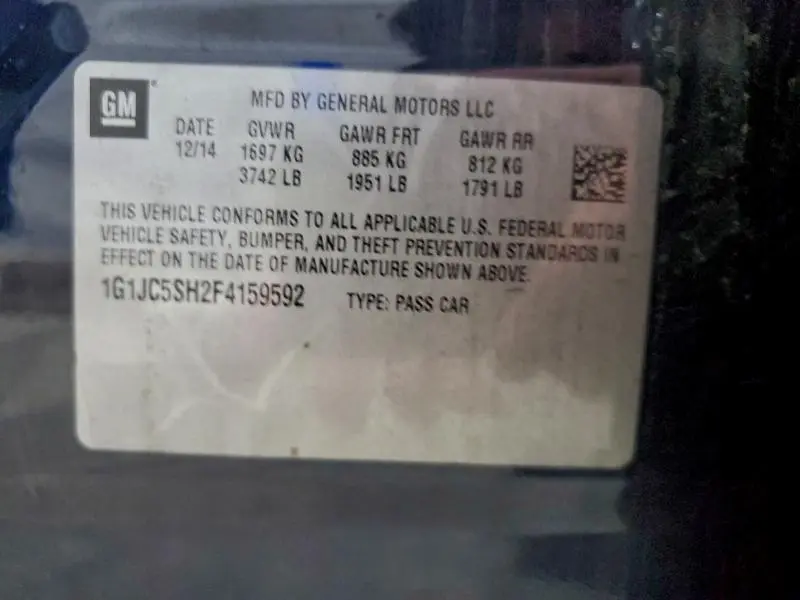 GM
MFD BY GENERAL MOTORS LLC
DATE GVWR GAWR FRT GAWR RR
12/14 1697 KG 885 KG 812 KG
3742 LB 1951 LB 1791 LB
THIS VEHICLE CONFORMS TO ALL APPLICABLE U.S. FEDERAL MOTOR
VEHICLE SAFETY, BUMPER, AND THEFT PREVENTION STANDARDS IN
EFFECT ON THE DATE OF MANUFACTURE SHOWN ABOVE.
1G1JC5SH2F4159592 TYPE: PASS CAR